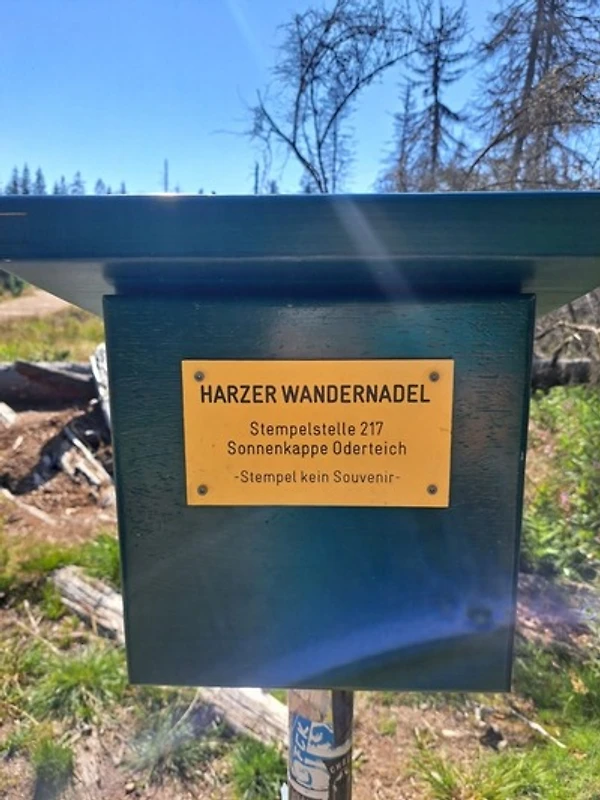 HARZER WANDERNADEL
Stempelstelle 217
Sonnenkappe Oderteich
-Stempel kein Souvenir-